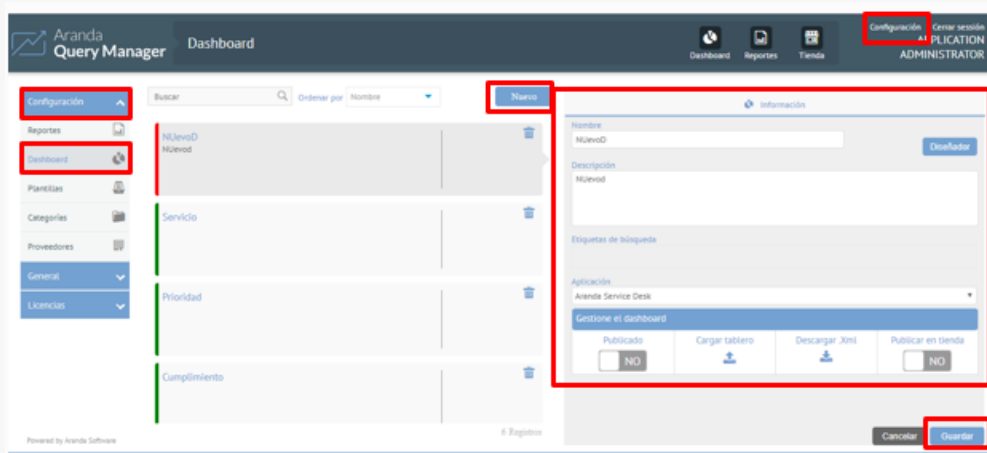 Aranda
Query Manager
Dashboard
Dashboard
Reportes
Tienda
Configuración
Cerrar sesión
APPLICATION
ADMINISTRATOR
Configuración
Reportes
Dashboard
Plantillas
Categories
Proveedores
General
Licencias
Powered by Aranda Software
Buscar
Ordenar por
Nombre
Nuevo
NUevoD
NUevod
Servicio
Prioridad
Cumplimiento
6 Registros
Información
Nombre
NUevoD
Diseñador
Descripción
NUevod
Etiquetas de búsqueda
Aplicación
Aranda Service Desk
Gestione el dashboard
Publicado
Cargar tablero
Descargar .Xml
Publicar en tienda
NO
NO
Cancelar
Guardar